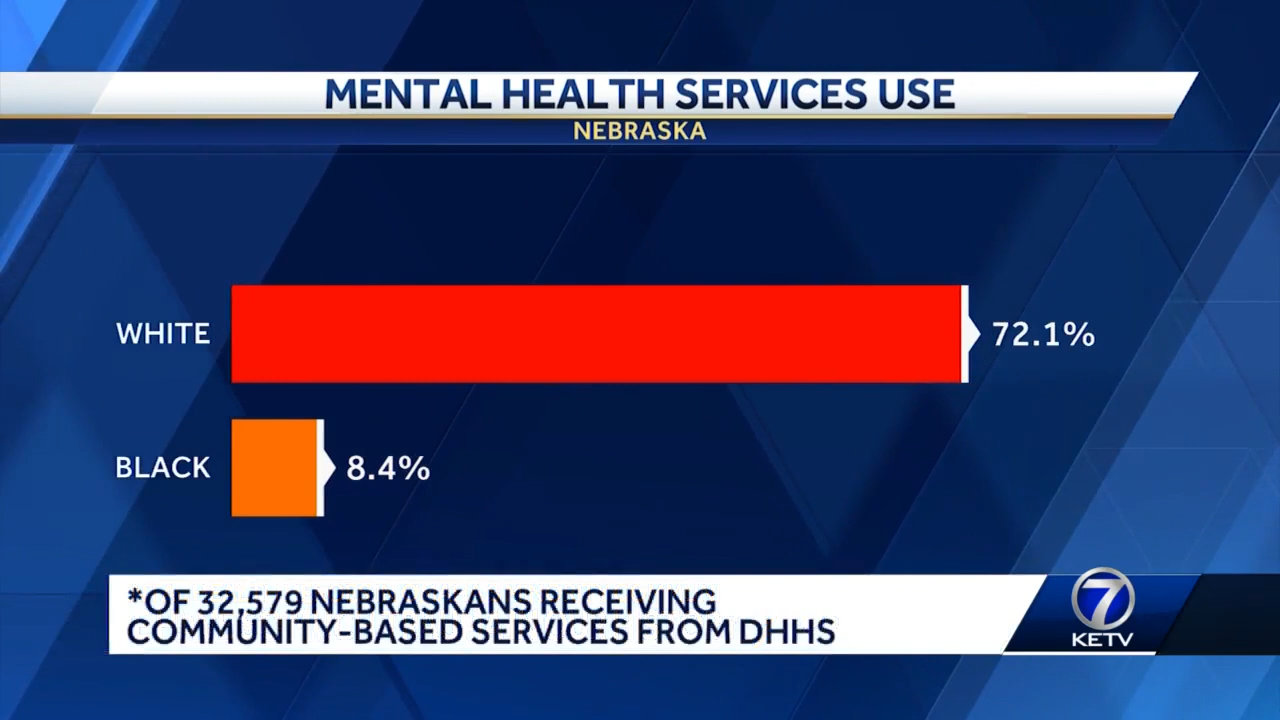 MENTAL HEALTH SERVICES USE
NEBRASKA
WHITE 72.1%
BLACK 8.4%
*OF 32,579 NEBRASKANS RECEIVING
COMMUNITY-BASED SERVICES FROM DHHS
7
KETV